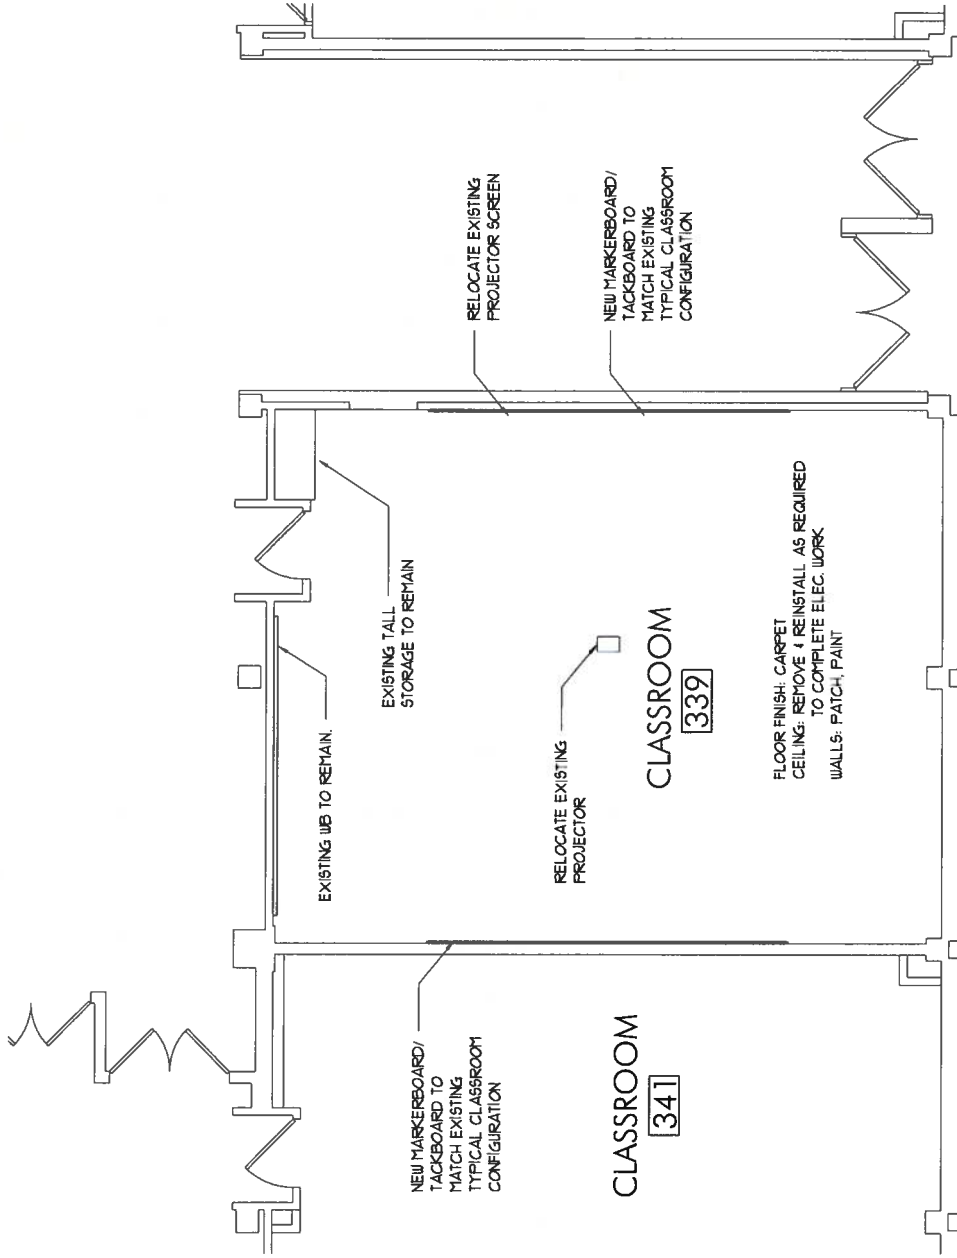 RELOCATE EXISTING
PROJECTOR SCREEN
NEW MARKERBOARD/
TACKBOARD TO
MATCH EXISTING
TYPICAL CLASSROOM
CONFIGURATION
EXISTING TALL
STORAGE TO REMAIN
EXISTING WB TO REMAIN.
RELOCATE EXISTING
PROJECTOR
CLASSROOM
339
FLOOR FINISH: CARPET
CEILING: REMOVE & REINSTALL AS REQUIRED
TO COMPLETE ELEC. WORK
WALLS: PATCH, PAINT
NEW MARKERBOARD/
TACKBOARD TO
MATCH EXISTING
TYPICAL CLASSROOM
CONFIGURATION
CLASSROOM
341